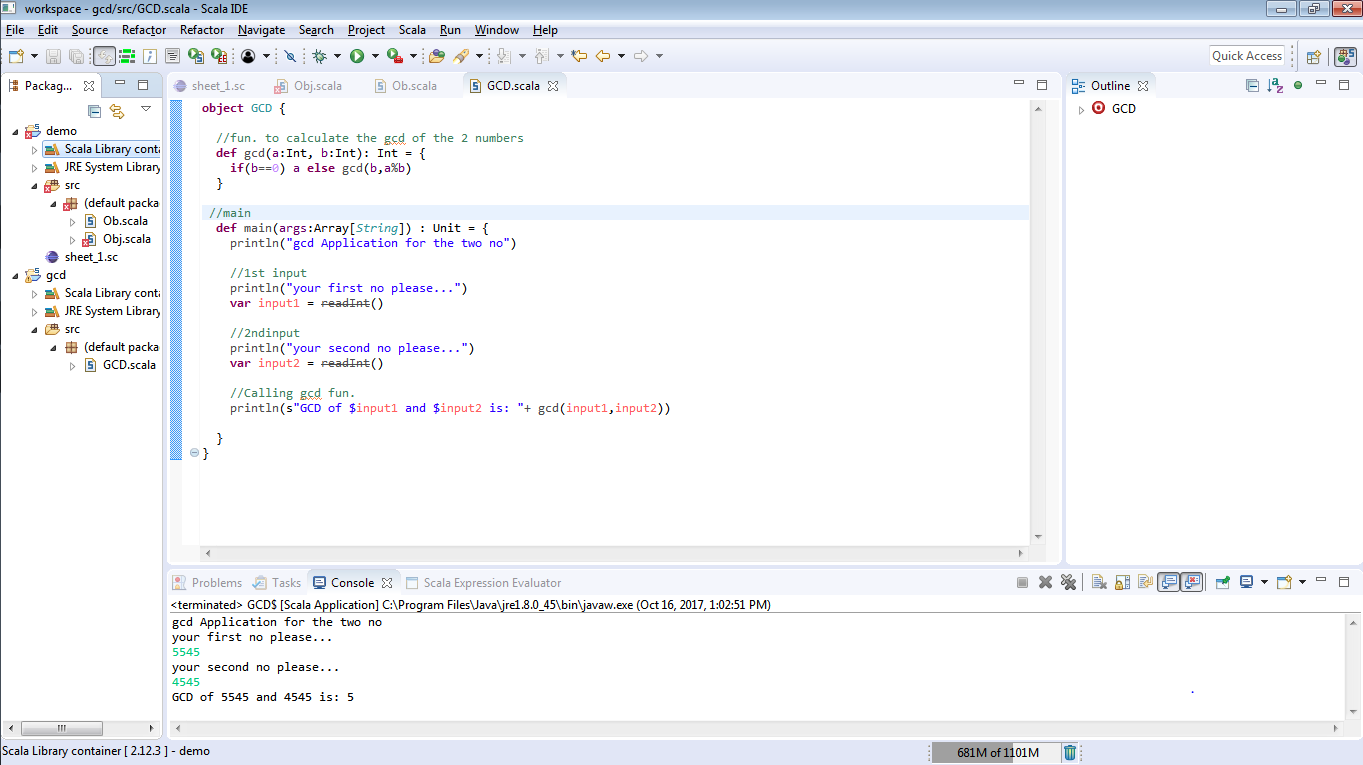 workspace - gcd/src/GCD.scala - Scala IDE
File Edit Source Refactor Refactor Navigate Search Project Scala Run Window Help
Quick Access
Packag...
demo
Scala Library conta
JRE System Library
src
(default packa
Ob.scala
Obj.scala
sheet_1.sc
gcd
Scala Library conta
JRE System Library
src
(default packa
GCD.scala
sheet_1.sc Obj.scala Ob.scala GCD.scala
object GCD {
//fun. to calculate the gcd of the 2 numbers
def gcd(a:Int, b:Int): Int = {
if(b==0) a else gcd(b,a%b)
}
//main
def main(args:Array[String]) : Unit = {
println("gcd Application for the two no")
//1st input
println("your first no please...")
var input1 = readInt()
//2ndinput
println("your second no please...")
var input2 = readInt()
//Calling gcd fun.
println(s"GCD of $input1 and $input2 is: "+ gcd(input1,input2))
}
}
Outline
GCD
Problems Tasks Console Scala Expression Evaluator
<terminated> GCD$ [Scala Application] C:\Program Files\Java\jre1.8.0_45\bin\javaw.exe (Oct 16, 2017, 1:02:51 PM)
gcd Application for the two no
your first no please...
5545
your second no please...
4545
GCD of 5545 and 4545 is: 5
Scala Library container [ 2.12.3 ] - demo
681M of 1101M